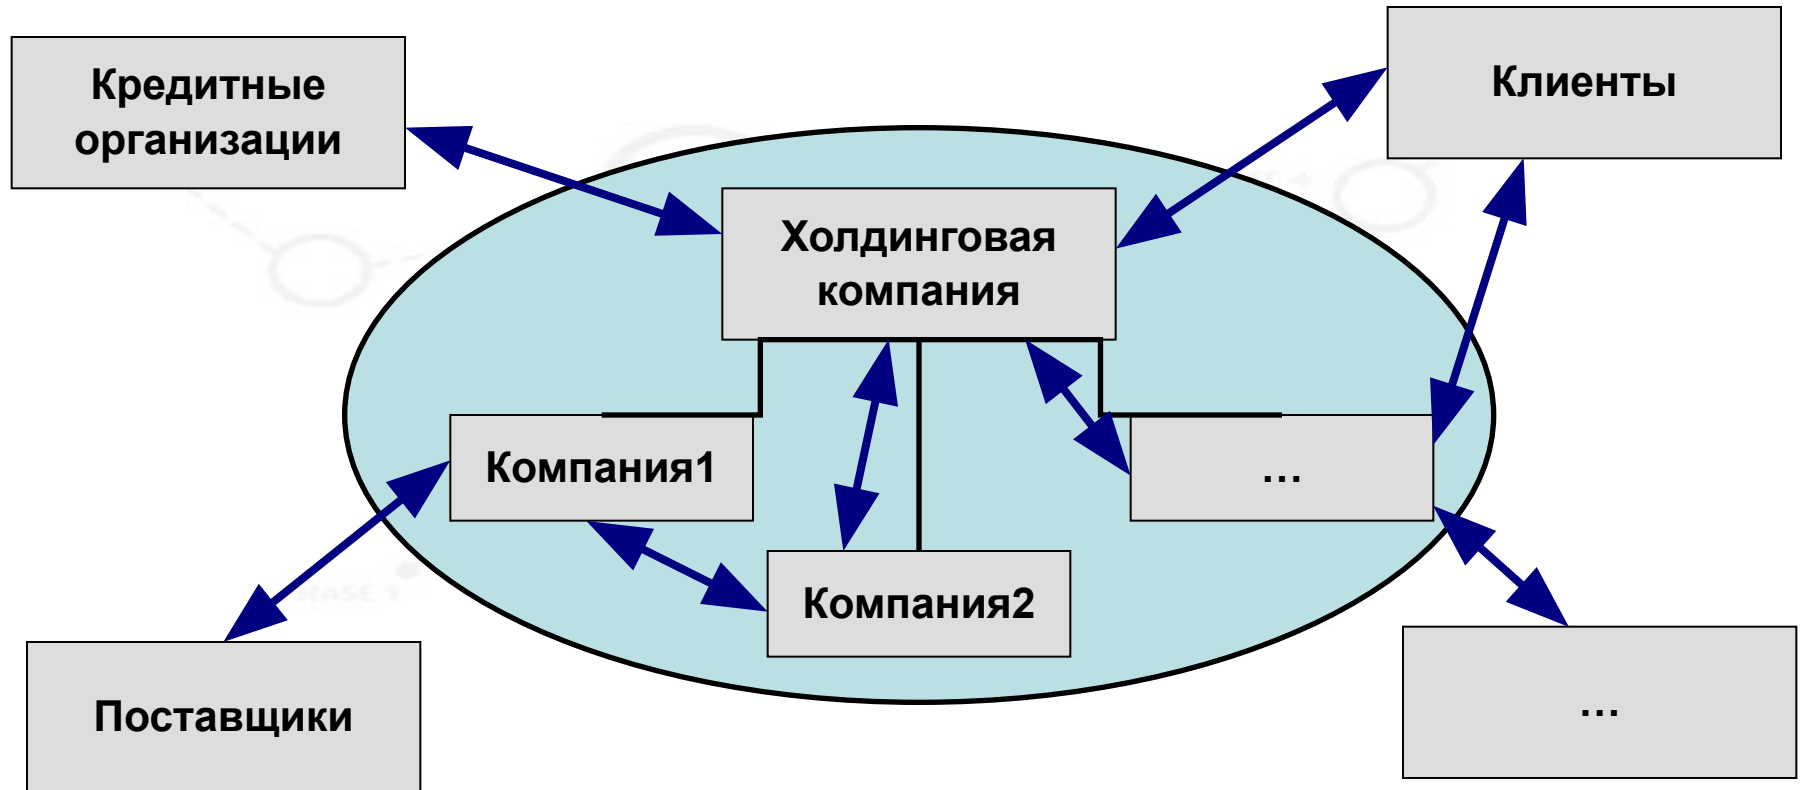 Кредитные
организации
Клиенты
Холдинговая
компания
Компания1
...
Компания2
Поставщики
...